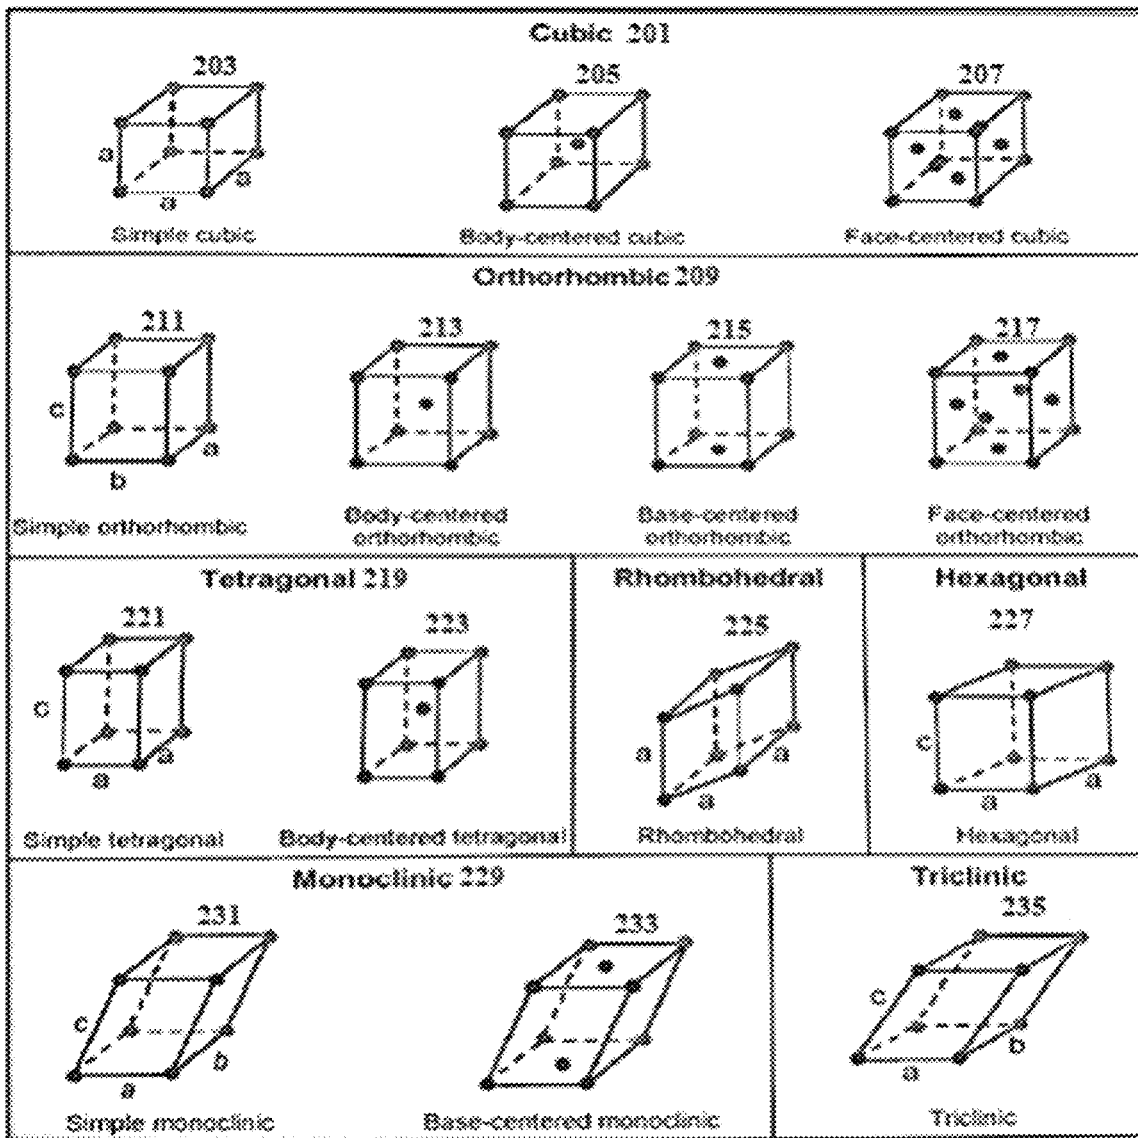 Cubic 201
203 205 207
a
a
a
Simple cubic Body-centered cubic Face-centered cubic
Orthorhombic 209
211 213 215 217
c
a
b
Simple orthorhombic Body-centered orthorhombic Base-centered orthorhombic Face-centered orthorhombic
Tetragonal 219 Rhombohedral Hexagonal
221 223 225 227
c
a
a
a
a
a
c
a
a
Simple tetragonal Body-centered tetragonal Rhombohedral Hexagonal
Monoclinic 229 Triclinic
231 233 235
c
b
a
c
b
a
Simple monoclinic Base-centered monoclinic Triclinic